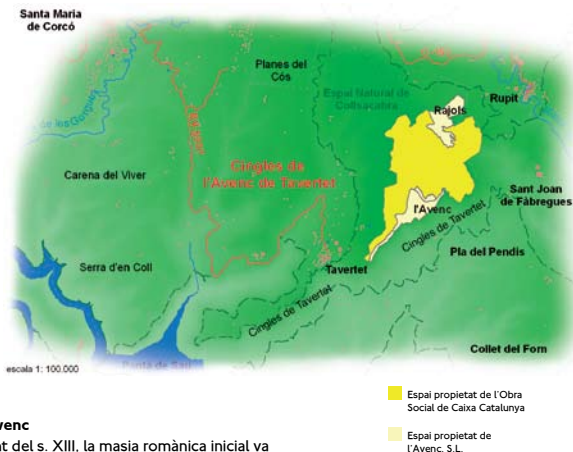 Santa Maria
de Corcó
Planes del
Cós
Espai Natural de
Collsacabra
Rupit
Rajols
Carena del Viver
Cingles de
l'Avenc de Tavertet
Sant Joan
de Fàbregues
l'Avenc
Cingles de Tavertet
Pla del Pendis
Serra d'en Coll
Tavertet
Cingles de Tavertet
Collet del Forn
escala 1: 100.000
Espai propietat de l'Obra
Social de Caixa Catalunya
Espai propietat de
l'Avenc, S.L.
venc
t del s. XIII, la masia romànica inicial va